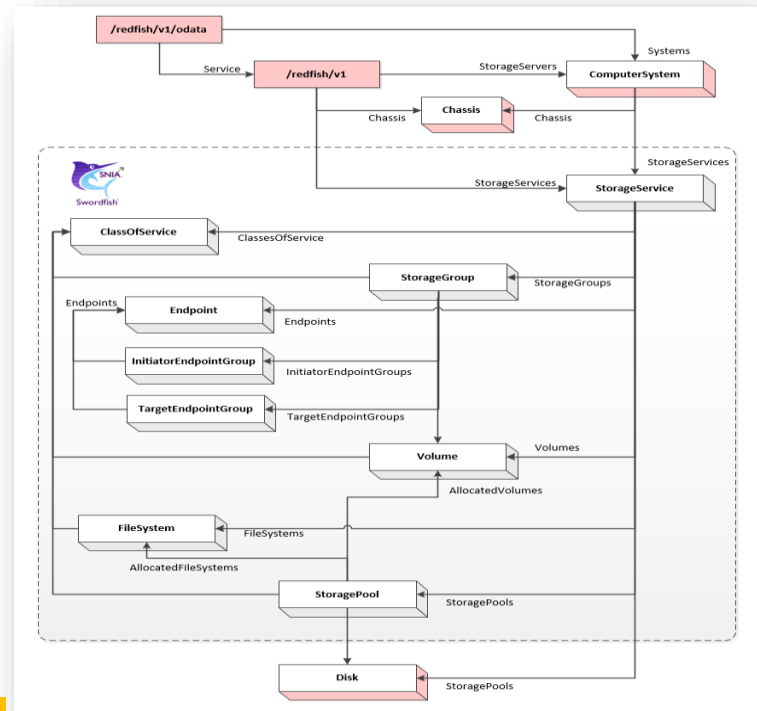 /redfish/v1/odata
Systems
Service
/redfish/v1
StorageServers
ComputerSystem
Chassis
Chassis
Chassis
StorageServices
SNIA
Swordfish
StorageServices
StorageService
ClassOfService
ClassesOfService
StorageGroup
StorageGroups
Endpoints
Endpoint
Endpoints
InitiatorEndpointGroup
InitiatorEndpointGroups
TargetEndpointGroup
TargetEndpointGroups
Volumes
Volume
AllocatedVolumes
FileSystem
FileSystems
AllocatedFileSystems
StoragePool
StoragePools
Disk
StoragePools